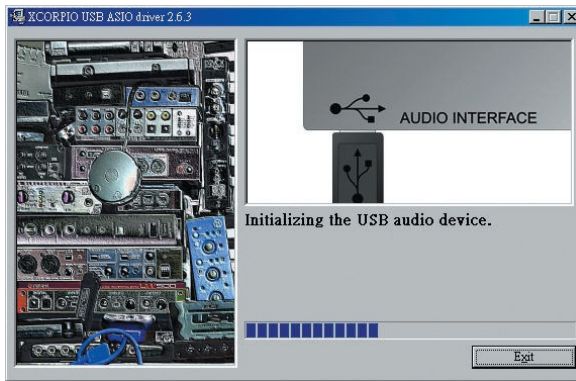 XCORPIO USB ASIO driver 2.6.3
AUDIO INTERFACE
Initializing the USB audio device.
Exit